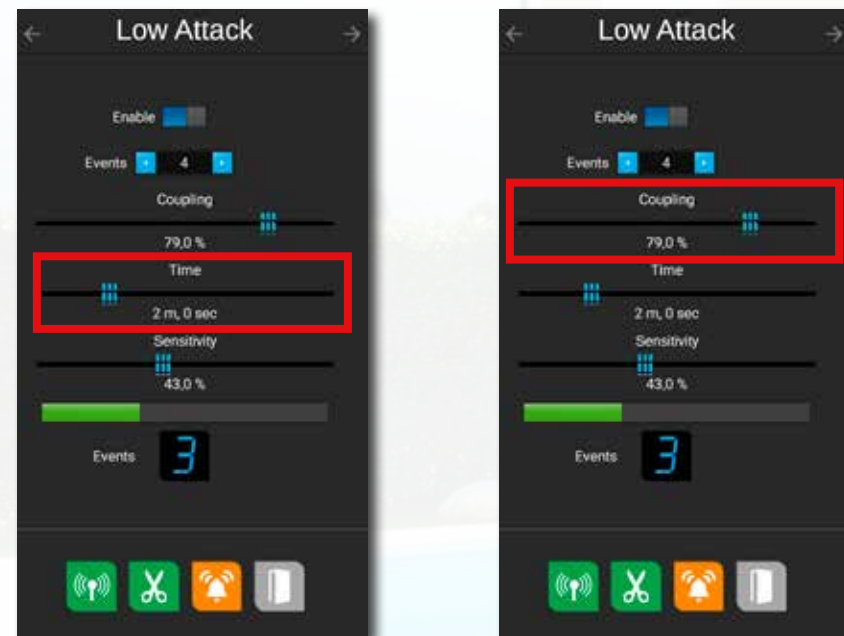 Low Attack
Enable
Events 4
Coupling
79,0 %
Time
2 m, 0 sec
Sensitivity
43,0 %
Events 3
Low Attack
Enable
Events 4
Coupling
79,0 %
Time
2 m, 0 sec
Sensitivity
43,0 %
Events 3